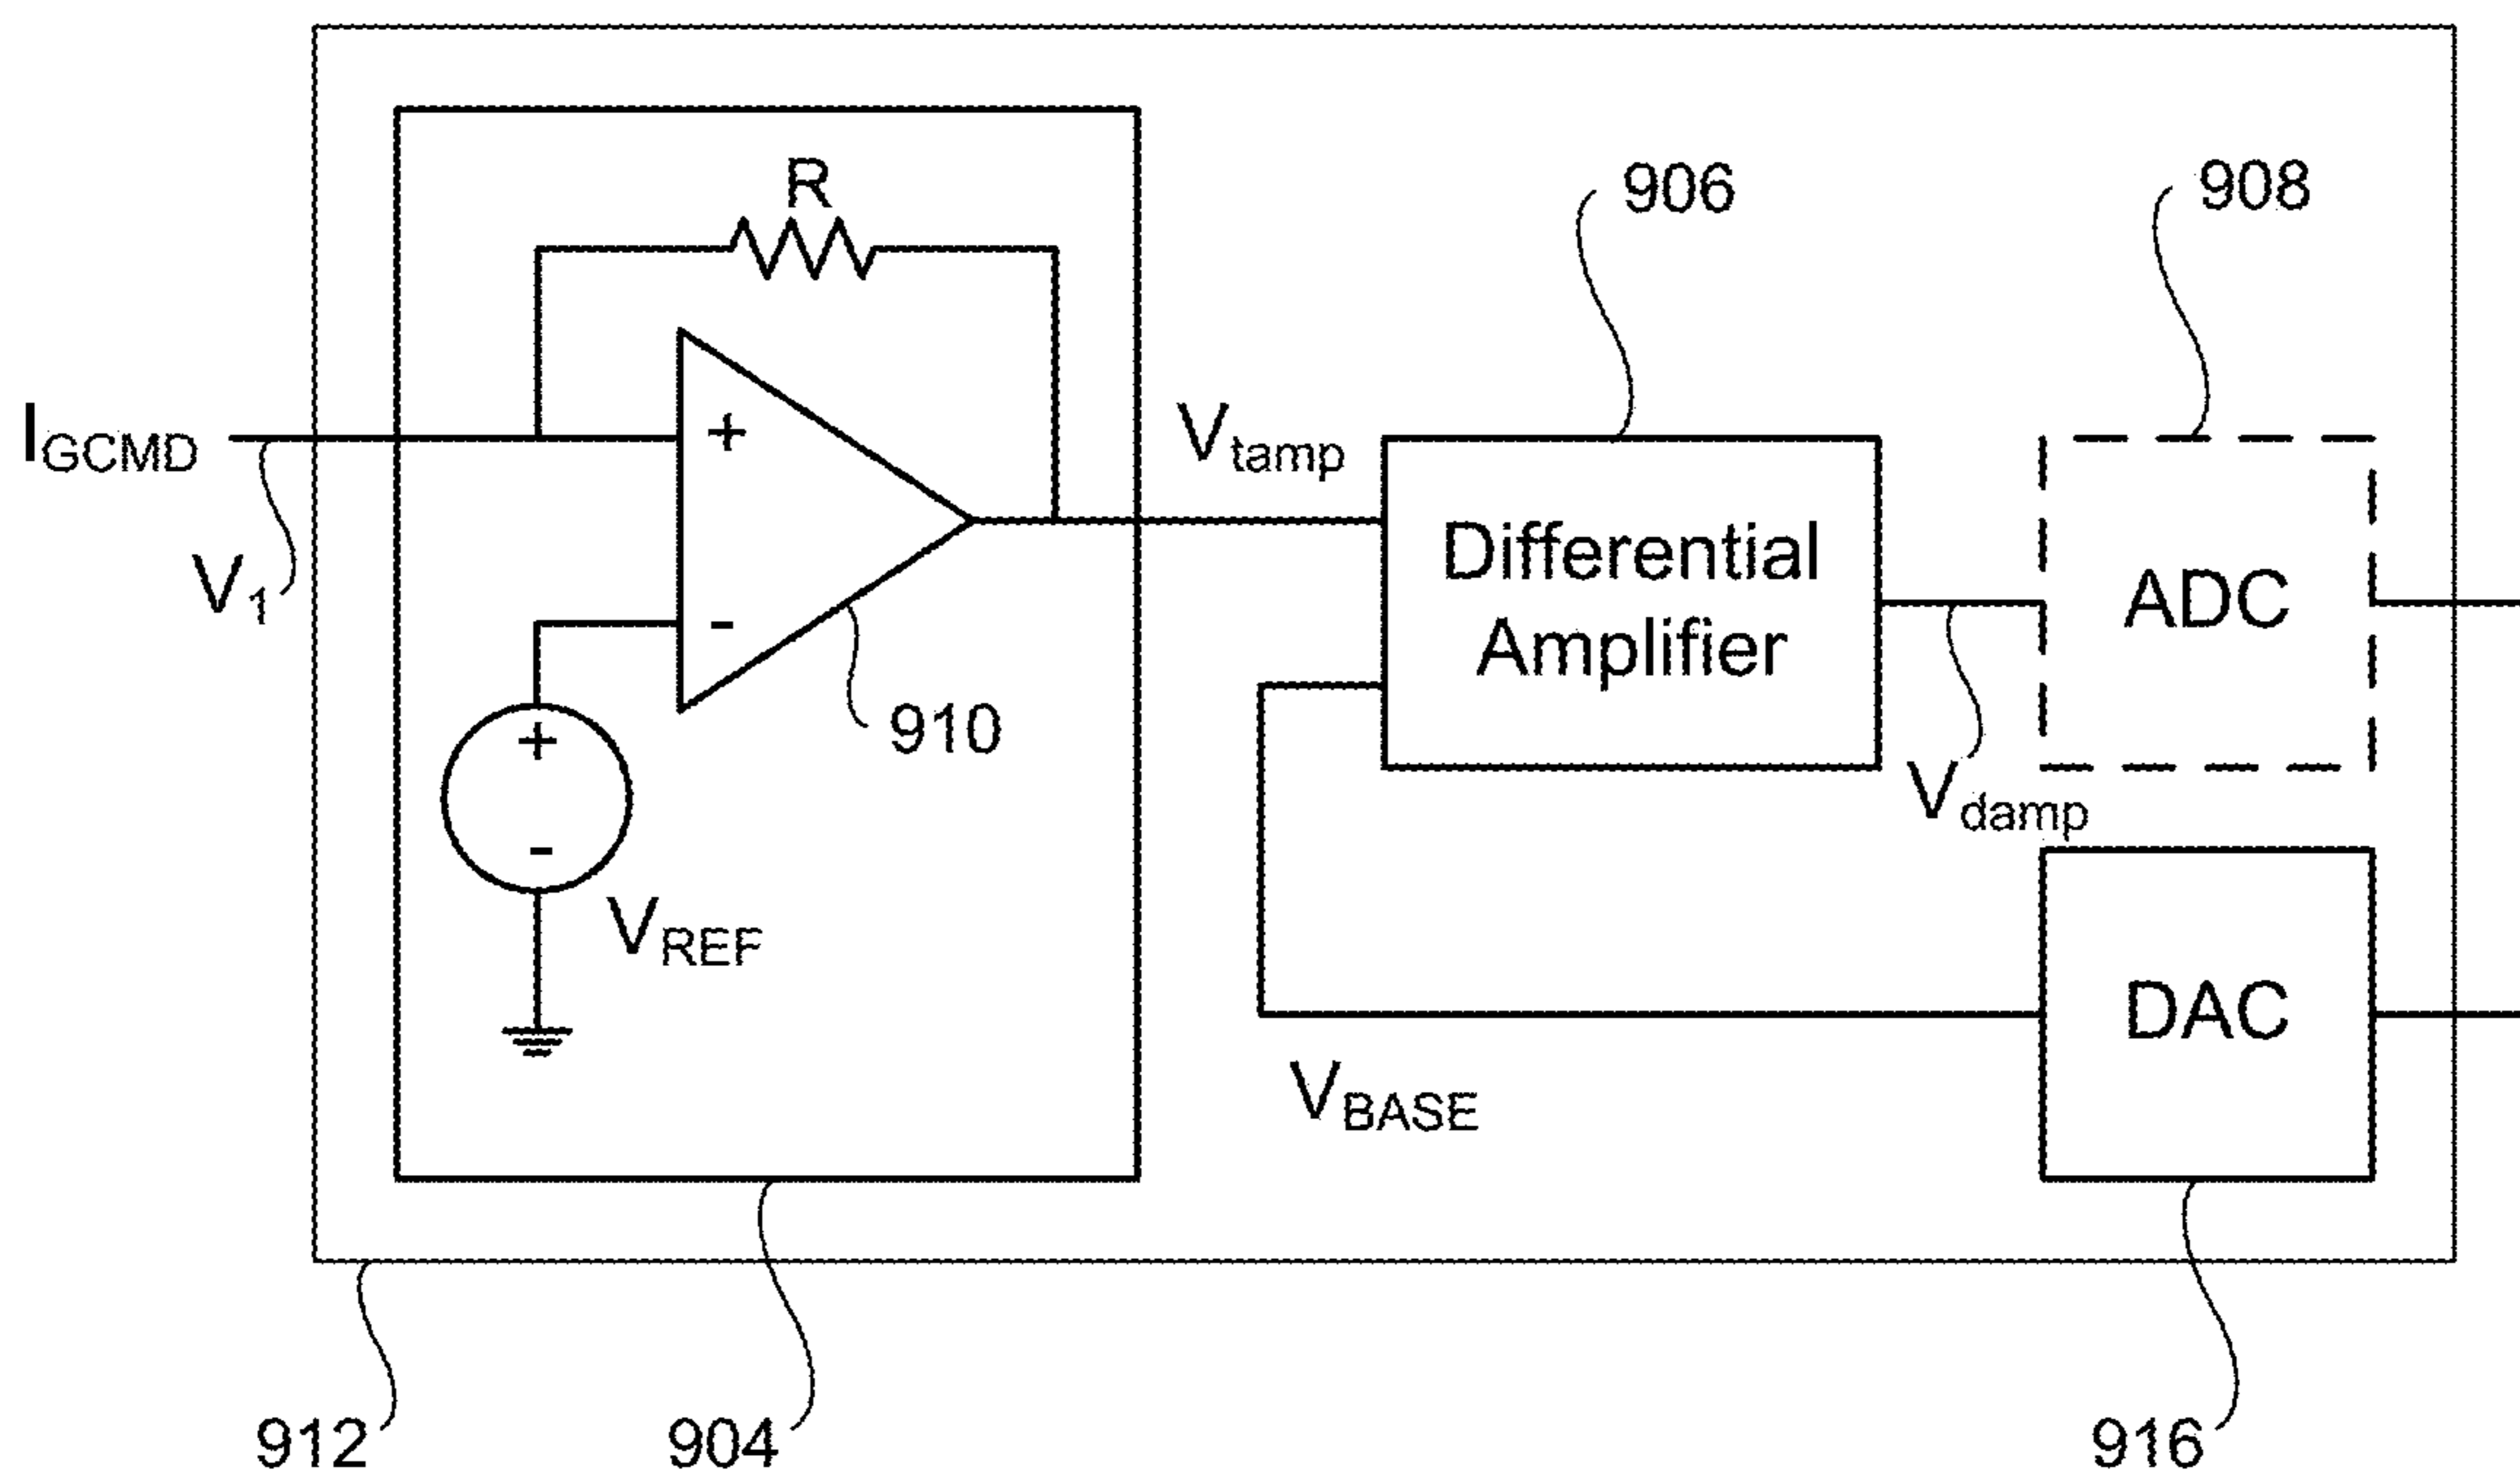 R
906
908
I_GCMD
V_tamp
+
V_1
Differential
Amplifier
ADC
-
910
+
V_damp
-
V_REF
DAC
V_BASE
912
904
916